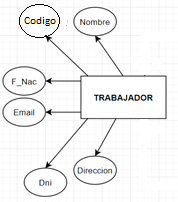 Codigo
Nombre
F_Nac
TRABAJADOR
Email
Dni
Direccion